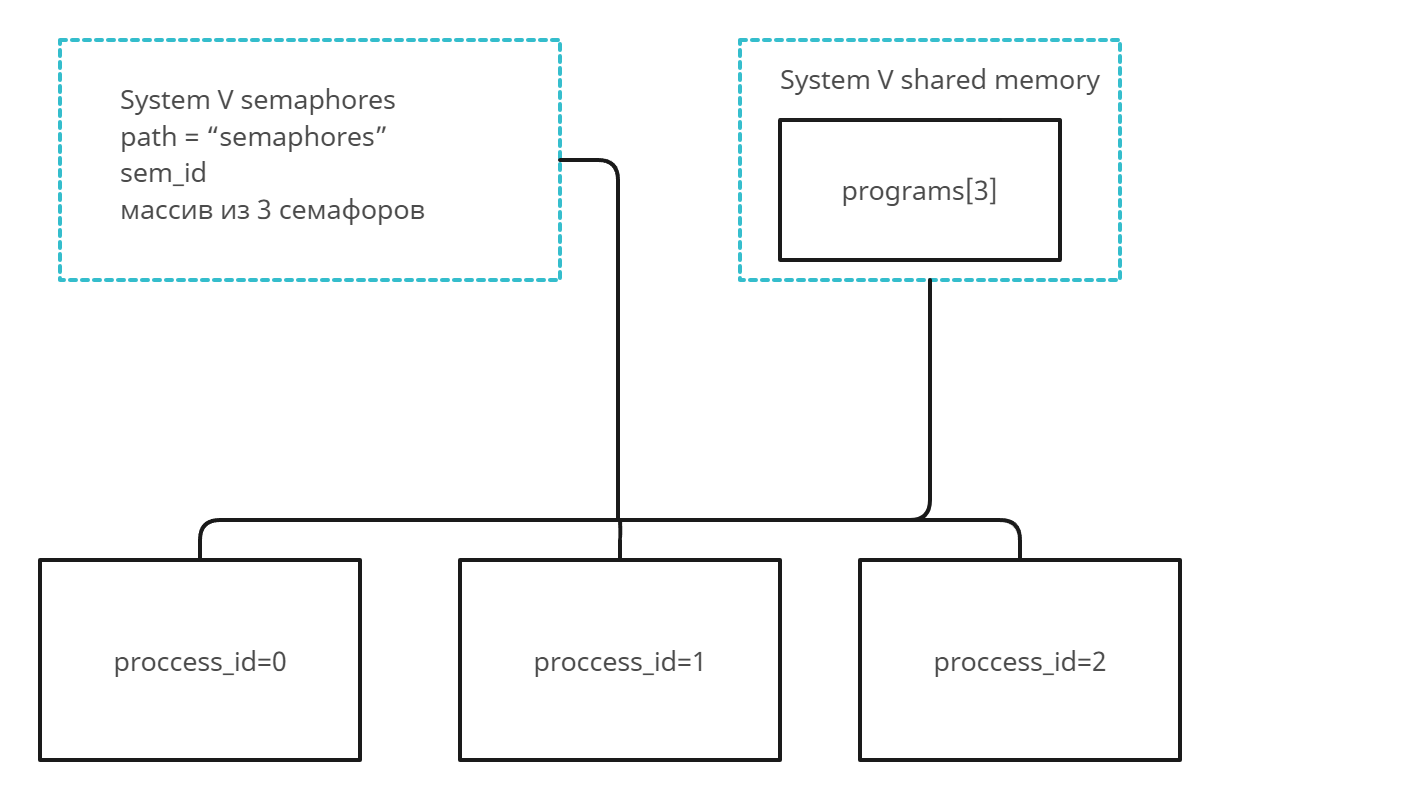 System V semaphores
path = “semaphores”
sem_id
массив из 3 семафоров
System V shared memory
programs[3]
proccess_id=0
proccess_id=1
proccess_id=2